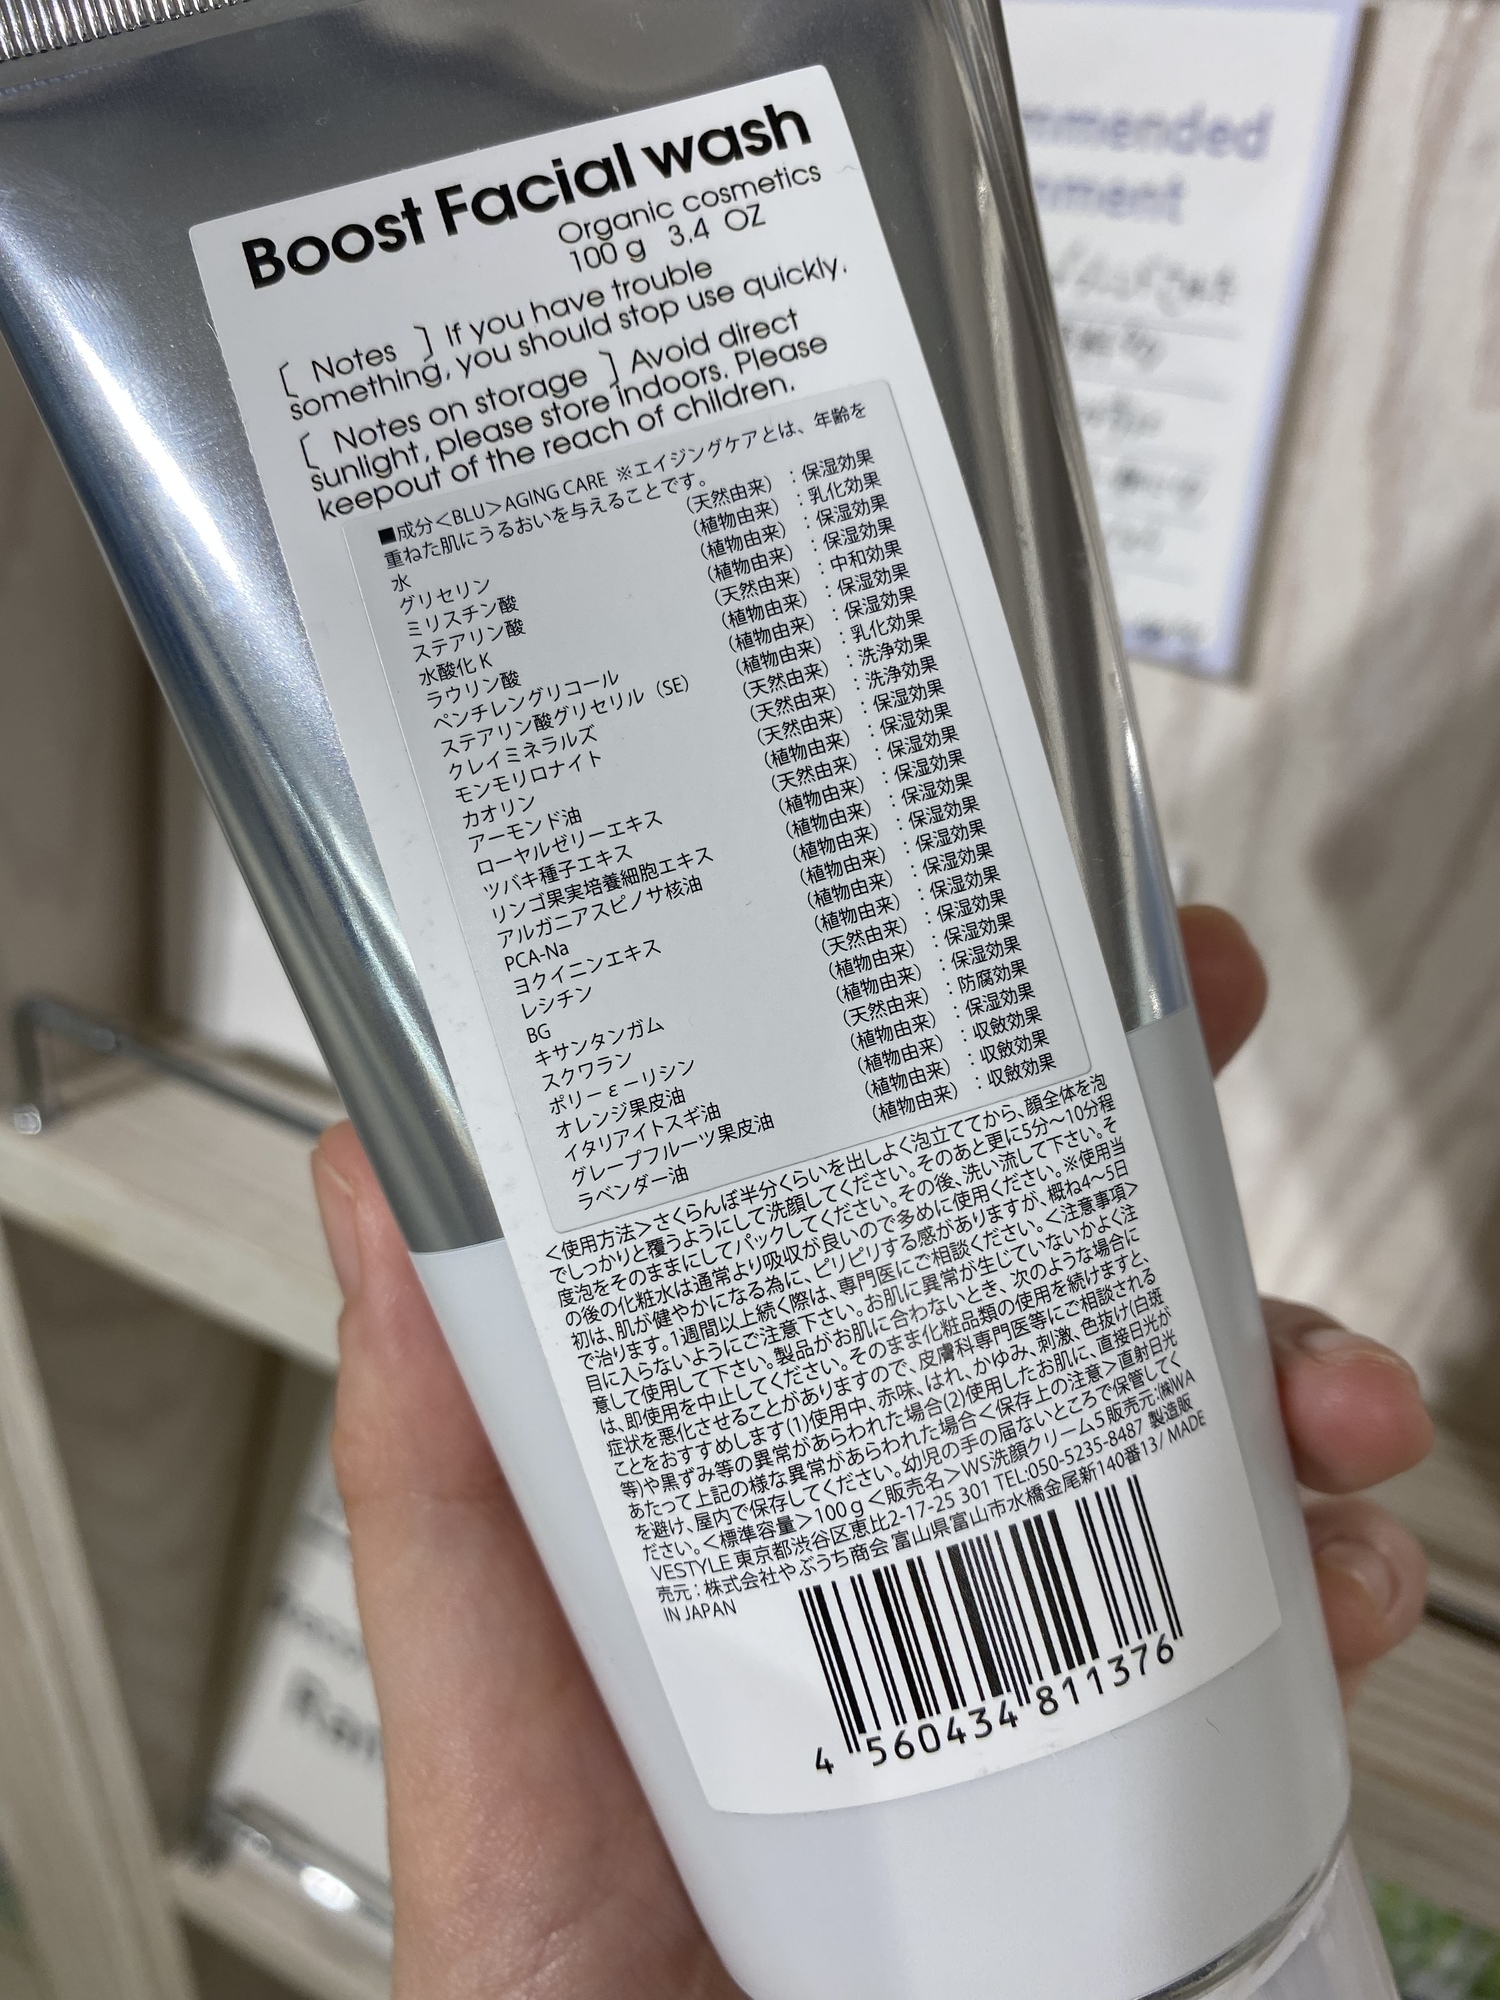 Boost Facial wash
Organic cosmetics
100 g 3.4 OZ
[ Notes ] If you have trouble
something, you should stop use quickly.
[ Notes on storage ] Avoid direct
sunlight, please store indoors. Please
keepout of the reach of children.
■成分＜BLU＞AGING CARE ※エイジングケアとは、年齢を
重ねた肌にうるおいを与えることです。
水 (天然由来) ：保湿効果
グリセリン (植物由来) ：乳化効果
ミリスチン酸 (植物由来) ：保湿効果
ステアリン酸 (植物由来) ：保湿効果
水酸化 K (天然由来) ：中和効果
ラウリン酸 (植物由来) ：保湿効果
ペンチレングリコール (植物由来) ：保湿効果
ステアリン酸グリセリル（SE） (植物由来) ：乳化効果
クレイミネラルズ (天然由来) ：洗浄効果
モンモリロナイト (天然由来) ：洗浄効果
カオリン (天然由来) ：保湿効果
アーモンド油 (植物由来) ：保湿効果
ローヤルゼリーエキス (天然由来) ：保湿効果
ツバキ種子エキス (植物由来) ：保湿効果
リンゴ果実培養細胞エキス (植物由来) ：保湿効果
アルガニアスピノサ核油 (植物由来) ：保湿効果
PCA-Na (植物由来) ：保湿効果
ヨクイニンエキス (植物由来) ：保湿効果
レシチン (植物由来) ：保湿効果
BG (天然由来) ：保湿効果
キサンタンガム (植物由来) ：保湿効果
スクワラン (植物由来) ：保湿効果
ポリー ε ーリシン (天然由来) ：防腐効果
オレンジ果皮油 (植物由来) ：保湿効果
イタリアイトスギ油 (植物由来) ：収斂効果
グレープフルーツ果皮油 (植物由来) ：収斂効果
ラベンダー油 (植物由来) ：収斂効果
＜使用方法＞さくらんぼ半分くらいを出しよく泡立ててから、顔全体を泡
でしっかりと覆うようにして洗顔してください。そのあと更に5分〜10分程
度泡をそのままにしてパックしてください。その後、洗い流して下さい。そ
の後の化粧水は通常より吸収が良いので多めに使用ください。※使用当
初は、肌が健やかになる為に、ピリピリする感がありますが、概ね4〜5日
で治ります。1週間以上続く際は、専門医にご相談ください。＜注意事項＞
目に入らないようにご注意下さい。お肌に異常が生じていないかよく注
意して使用して下さい。製品がお肌に合わないとき、次のような場合に
は、即使用を中止してください。そのまま化粧品類の使用を続けますと、
症状を悪化させることがありますので、皮膚科専門医等にご相談される
ことをおすすめします(1)使用中、赤味、はれ、かゆみ、刺激、色抜け(白斑
等)や黒ずみ等の異常があらわれた場合(2)使用したお肌に、直接日光が
あたって上記の様な異常があらわれた場合＜保存上の注意＞直射日光
を避け、屋内で保存してください。幼児の手の届ないところで保管してく
ださい。＜標準容量＞100 g ＜販売名＞WS洗顔クリーム5 販売元:㈱WA
VESTYLE 東京都渋谷区恵比2-17-25 301 TEL:050-5235-8487 製造販
売元：株式会社やぶうち商会 富山県富山市水橋金尾新140番13/ MADE
IN JAPAN
4 560434 811376
mmended
mment